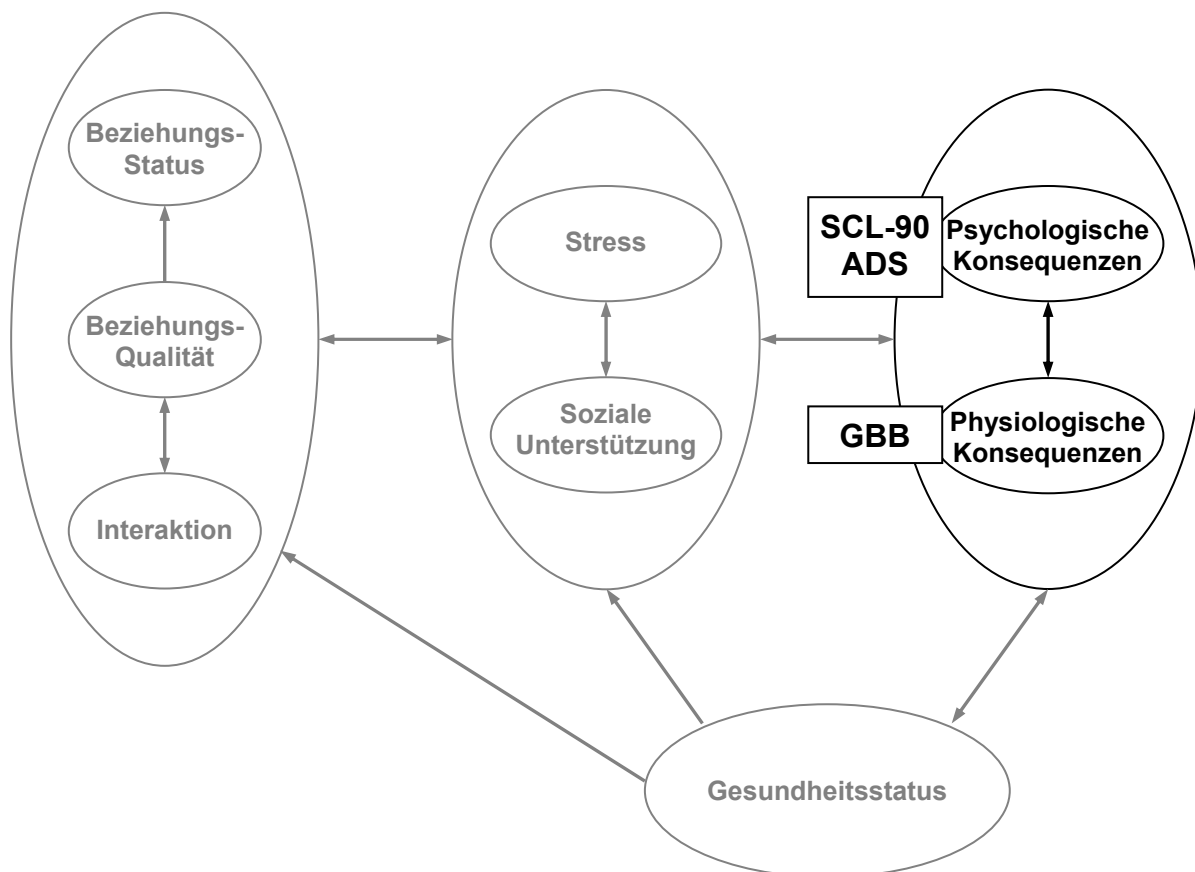 Beziehungs-
Status
Beziehungs-
Qualität
Interaktion
Stress
Soziale
Unterstützung
SCL-90
ADS
Psychologische
Konsequenzen
GBB
Physiologische
Konsequenzen
Gesundheitsstatus